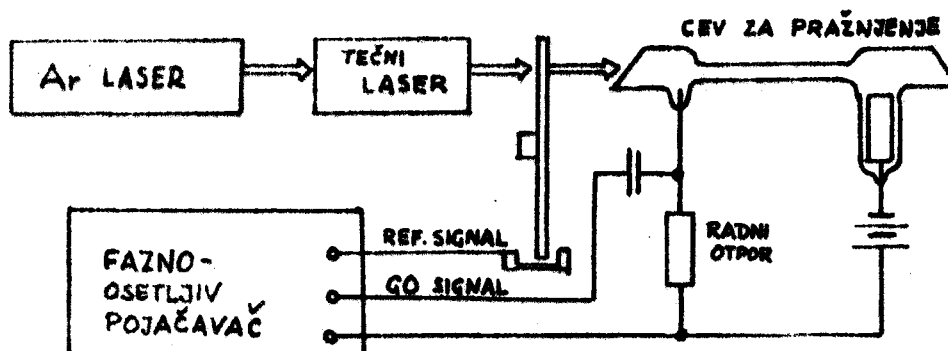 CEV ZA PRAŽNJENJE
Ar LASER
TEČNI
LASER
REF. SIGNAL
GO SIGNAL
RADNI
OTPOR
FAZNO-
OSETLJIV
POJAČAVAČ